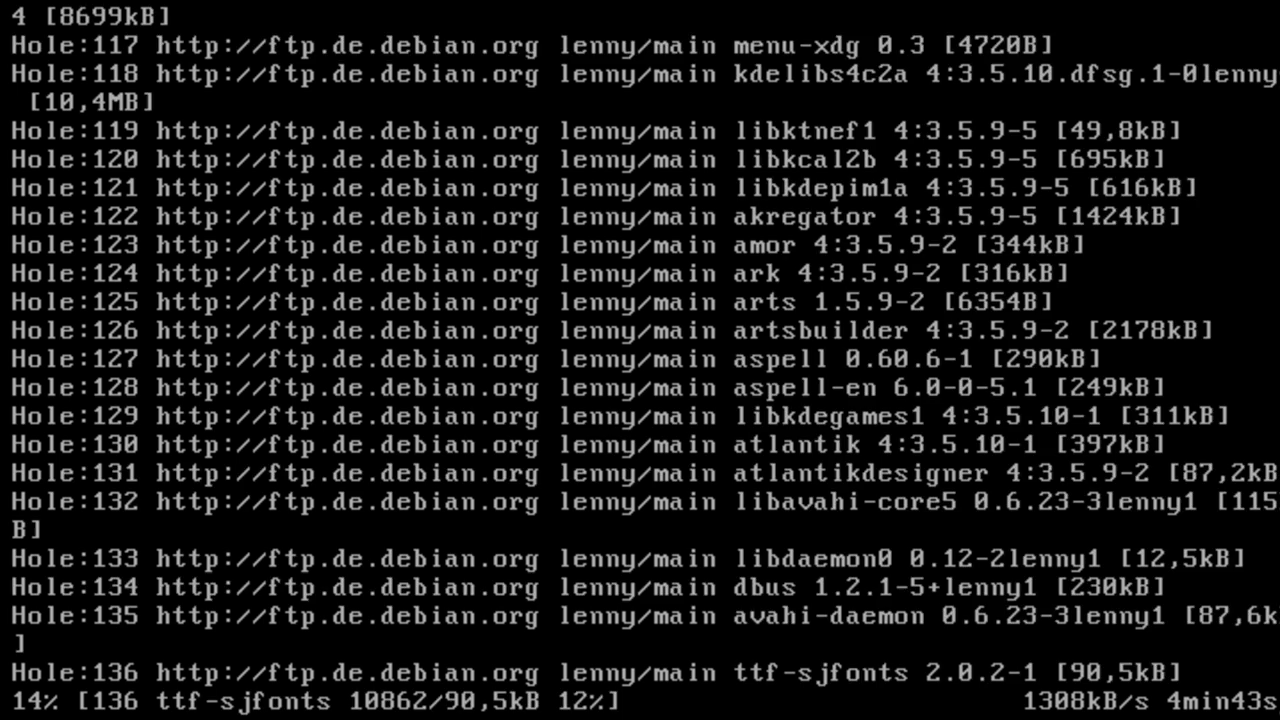 4 [8699kB]
Hole:117 http://ftp.de.debian.org lenny/main menu-xdg 0.3 [4720B]
Hole:118 http://ftp.de.debian.org lenny/main kdelibs4c2a 4:3.5.10.dfsg.1-0lenny
[10,4MB]
Hole:119 http://ftp.de.debian.org lenny/main libktnef1 4:3.5.9-5 [49,8kB]
Hole:120 http://ftp.de.debian.org lenny/main libkcal2b 4:3.5.9-5 [695kB]
Hole:121 http://ftp.de.debian.org lenny/main libkdepim1a 4:3.5.9-5 [616kB]
Hole:122 http://ftp.de.debian.org lenny/main akregator 4:3.5.9-5 [1424kB]
Hole:123 http://ftp.de.debian.org lenny/main amor 4:3.5.9-2 [344kB]
Hole:124 http://ftp.de.debian.org lenny/main ark 4:3.5.9-2 [316kB]
Hole:125 http://ftp.de.debian.org lenny/main arts 1.5.9-2 [6354B]
Hole:126 http://ftp.de.debian.org lenny/main artsbuilder 4:3.5.9-2 [2178kB]
Hole:127 http://ftp.de.debian.org lenny/main aspell 0.60.6-1 [290kB]
Hole:128 http://ftp.de.debian.org lenny/main aspell-en 6.0-0-5.1 [249kB]
Hole:129 http://ftp.de.debian.org lenny/main libkdegames1 4:3.5.10-1 [311kB]
Hole:130 http://ftp.de.debian.org lenny/main atlantik 4:3.5.10-1 [397kB]
Hole:131 http://ftp.de.debian.org lenny/main atlantikdesigner 4:3.5.9-2 [87,2kB
Hole:132 http://ftp.de.debian.org lenny/main libavahi-core5 0.6.23-3lenny1 [115
B]
Hole:133 http://ftp.de.debian.org lenny/main libdaemon0 0.12-2lenny1 [12,5kB]
Hole:134 http://ftp.de.debian.org lenny/main dbus 1.2.1-5+lenny1 [230kB]
Hole:135 http://ftp.de.debian.org lenny/main avahi-daemon 0.6.23-3lenny1 [87,6k
]
Hole:136 http://ftp.de.debian.org lenny/main ttf-sjfonts 2.0.2-1 [90,5kB]
14% [136 ttf-sjfonts 10862/90,5kB 12%] 1308kB/s 4min43s